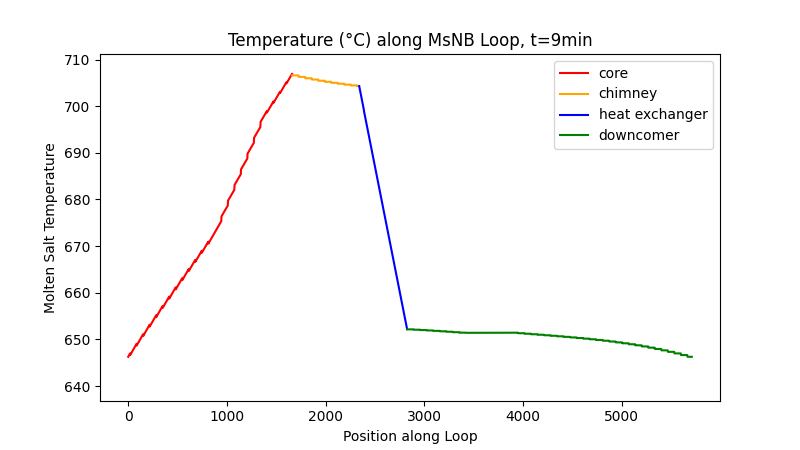 Temperature (°C) along MsNB Loop, t=9min
710
700
690
680
670
660
650
640
Molten Salt Temperature
0
1000
2000
3000
4000
5000
Position along Loop
core
chimney
heat exchanger
downcomer